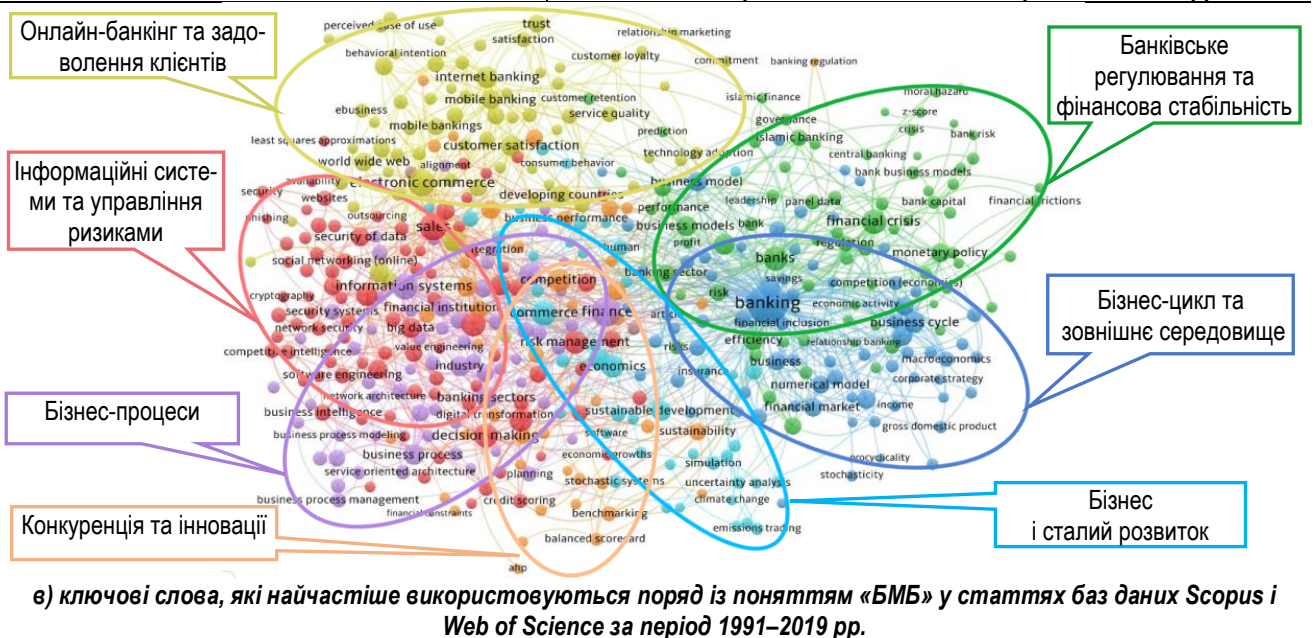 Онлайн-банкінг та задо-
волення клієнтів
Інформаційні систе-
ми та управління
ризиками
Бізнес-процеси
Конкуренція та інновації
Банківське
регулювання та
фінансова стабільність
Бізнес-цикл та
зовнішнє середовище
Бізнес
і сталий розвиток
perceived ease of use
trust
satisfaction
relationship marketing
behavioral intention
customer loyalty
commitment
banking regulation
internet banking
mobile banking
customer retention
ebusiness
service quality
mobile bankings
islamic finance
moral hazard
z-score
governance
crisis
bank risk
least squares approximations
customer satisfaction
prediction
islamic banking
central banking
world wide web
alignment
consumer behavior
technology adoption
bank business models
availability
electronic commerce
business model
security
websites
developing countries
leadership
panel data
bank capital
financial frictions
phishing
outsourcing
sales
business performance
performance
business models
bank
financial crisis
security of data
integration
human
profit
regulation
monetary policy
social networking (online)
banks
information systems
competition
banking sector
savings
competition (economics)
cryptography
risk
security systems
financial institution
commerce
finance
banking
economic activity
network security
big data
financial inclusion
business cycle
competitive intelligence
value engineering
risk management
risks
efficiency
relationship banking
software engineering
industry
economics
insurance
business
macroeconomics
network architecture
banking sectors
numerical model
corporate strategy
business intelligence
digital transformation
sustainable development
financial market
income
business process modeling
decision making
software
sustainability
gross domestic product
business process
economic growths
service oriented architecture
planning
stochastic systems
simulation
procyclicality
uncertainty analysis
stochasticity
business process management
credit scoring
climate change
financial constraints
benchmarking
emissions trading
balanced scorecard
ahp
в) ключові слова, які найчастіше використовуються поряд із поняттям «БМБ» у статтях баз даних Scopus і
Web of Science за період 1991–2019 рр.